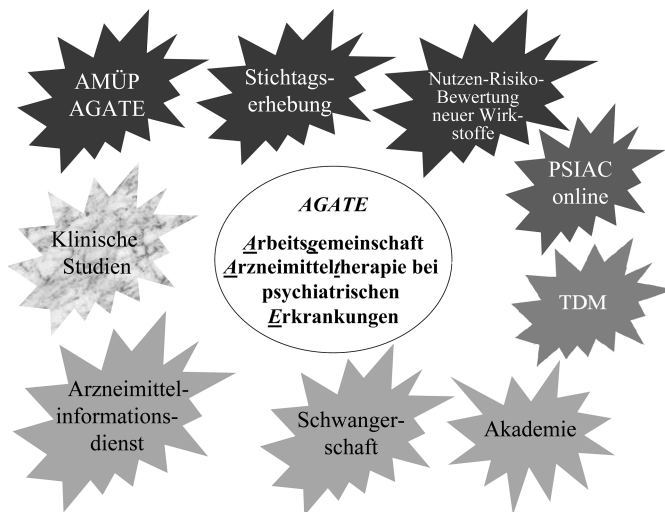 AMÜP
AGATE
Stichtags-
erhebung
Nutzen-Risiko-
Bewertung
neuer Wirk-
stoffe
PSIAC
online
Klinische
Studien
AGATE
Arbeitsgemeinschaft
Arzneimitteltherapie bei
psychiatrischen
Erkrankungen
TDM
Arzneimittel-
informations-
dienst
Schwanger-
schaft
Akademie